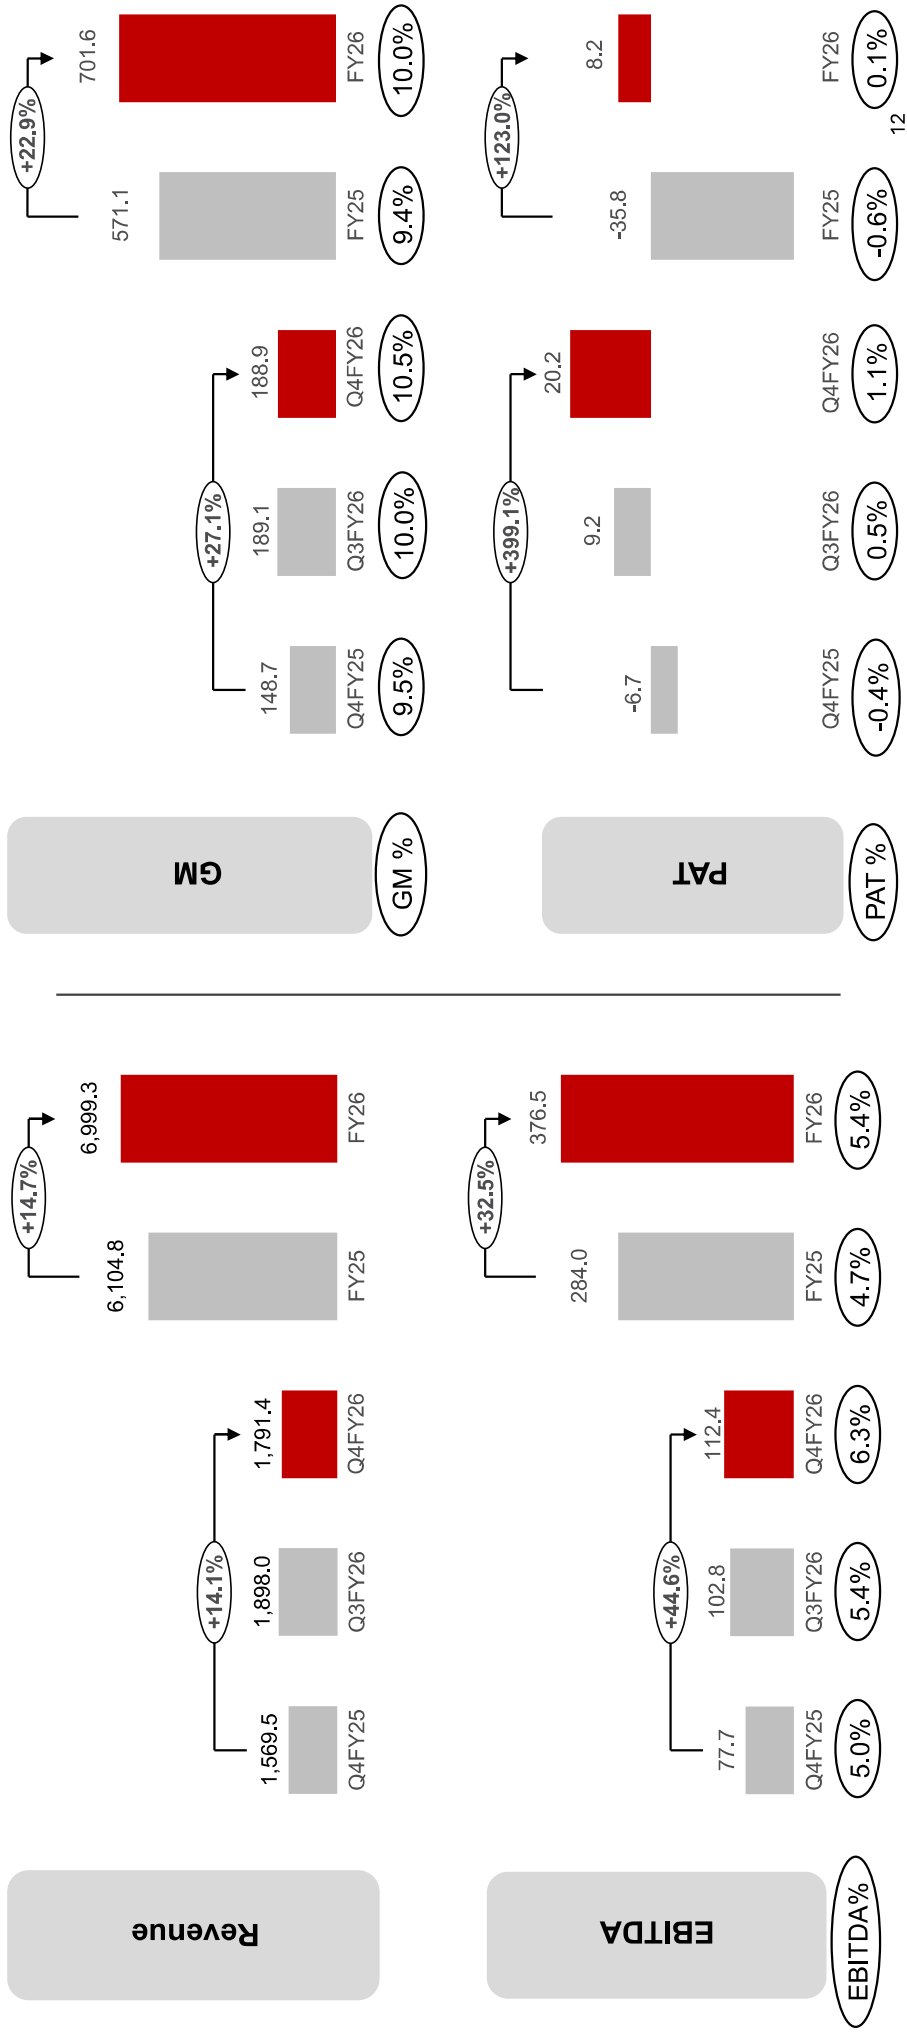 Revenue
+14.1%
+14.7%
1,569.5
1,898.0
1,791.4
6,104.8
6,999.3
Q4FY25
Q3FY26
Q4FY26
FY25
FY26
GM
+27.1%
+22.9%
148.7
189.1
188.9
571.1
701.6
Q4FY25
Q3FY26
Q4FY26
FY25
FY26
GM %
9.5%
10.0%
10.5%
9.4%
10.0%
EBITDA
+44.6%
+32.5%
77.7
102.8
112.4
284.0
376.5
Q4FY25
Q3FY26
Q4FY26
FY25
FY26
EBITDA%
5.0%
5.4%
6.3%
4.7%
5.4%
PAT
+399.1%
+123.0%
-6.7
9.2
20.2
-35.8
8.2
Q4FY25
Q3FY26
Q4FY26
FY25
FY26
PAT %
-0.4%
0.5%
1.1%
-0.6%
0.1%
12